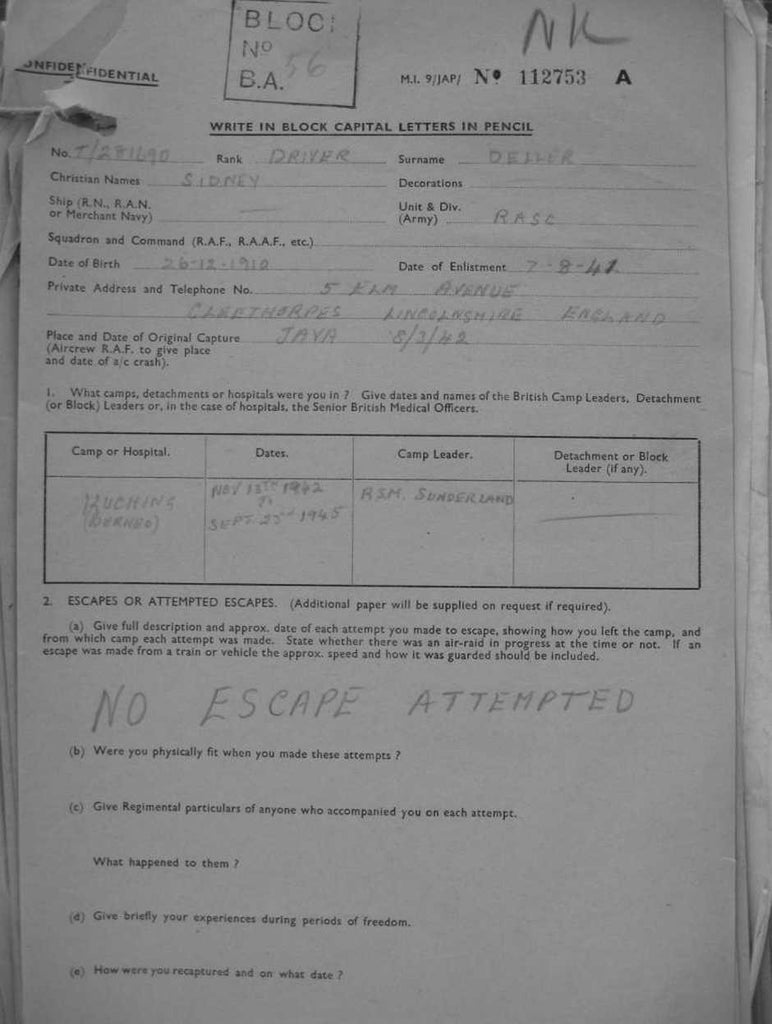 BLOC
NK
Nº
56
B.A.
CONFIDENTIAL
M.I. 9/JAP/ Nº 112753 A
WRITE IN BLOCK CAPITAL LETTERS IN PENCIL
No. T/281690 Rank DRIVER Surname
Christian Names SIDNEY Decorations
Ship (R.N., R.A.N. or Merchant Navy) — Unit & Div. (Army) RASC
Squadron and Command (R.A.F., R.A.A.F., etc.)
Date of Birth 26-12-1910 Date of Enlistment 7-8-41
Private Address and Telephone No. 5 ELM AVENUE
CLEETHORPES LINCOLNSHIRE ENGLAND
Place and Date of Original Capture JAVA 8/3/42
(Aircrew R.A.F. to give place
and date of a/c crash).
1. What camps, detachments or hospitals were you in ? Give dates and names of the British Camp Leaders, Detachment
(or Block) Leaders or, in the case of hospitals, the Senior British Medical Officers.
Camp or Hospital. Dates. Camp Leader. Detachment or Block
Leader (if any).
KUCHING (BORNEO) NOV 13TH 1942 TO SEPT. 1945 R.S.M. SUNDERLAND
2. ESCAPES OR ATTEMPTED ESCAPES. (Additional paper will be supplied on request if required).
(a) Give full description and approx. date of each attempt you made to escape, showing how you left the camp, and
from which camp each attempt was made. State whether there was an air-raid in progress at the time or not. If an
escape was made from a train or vehicle the approx. speed and how it was guarded should be included.
NO ESCAPE ATTEMPTED
(b) Were you physically fit when you made these attempts ?
(c) Give Regimental particulars of anyone who accompanied you on each attempt.
What happened to them ?
(d) Give briefly your experiences during periods of freedom.
(e) How were you recaptured and on what date ?